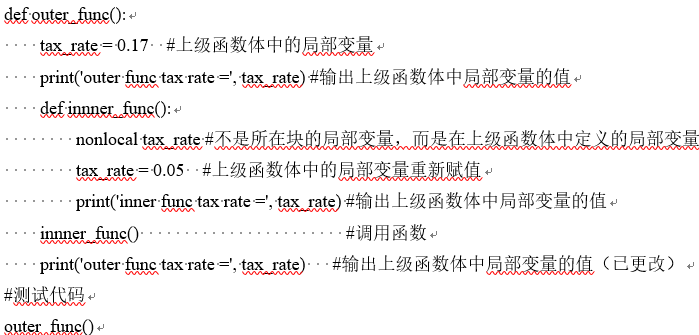 def outer_func():
    tax_rate = 0.17  #上级函数体中的局部变量
    print('outer func tax rate =', tax_rate) #输出上级函数体中局部变量的值
    def innner_func():
        nonlocal tax_rate #不是所在块的局部变量，而是在上级函数体中定义的局部变量
        tax_rate = 0.05  #上级函数体中的局部变量重新赋值
        print('inner func tax rate =', tax_rate) #输出上级函数体中局部变量的值
    innner_func()                       #调用函数
    print('outer func tax rate =', tax_rate)   #输出上级函数体中局部变量的值（已更改）
#测试代码
outer_func()